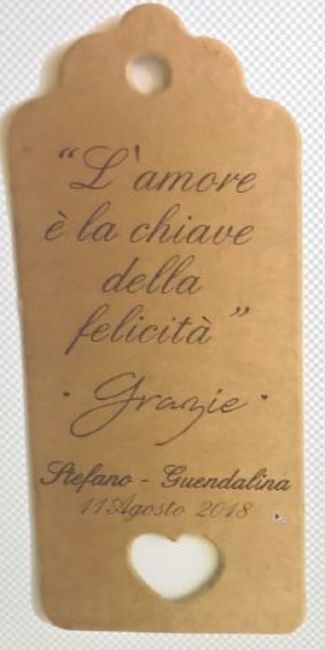 “L'amore
è la chiave
della
felicità”
· Grazie ·
Stefano - Guendalina
11 Agosto 2018